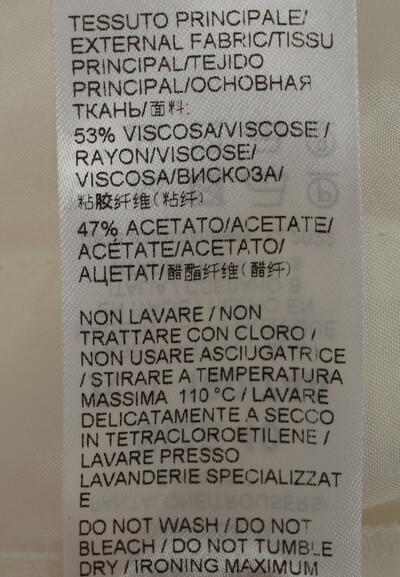 TESSUTO PRINCIPALE/
EXTERNAL FABRIC/TISSU
PRINCIPAL/TEJIDO
PRINCIPAL/ОСНОВНАЯ
ТКАНЬ/面料:
53% VISCOSA/VISCOSE /
RAYON/VISCOSE/
VISCOSA/ВИСКОЗА/
粘胶纤维(粘纤)
47% ACETATO/ACETATE/
ACÉTATE/ACETATO/
АЦЕТАТ/醋酯纤维(醋纤)
NON LAVARE / NON
TRATTARE CON CLORO /
NON USARE ASCIUGATRICE
/ STIRARE A TEMPERATURA
MASSIMA 110 °C / LAVARE
DELICATAMENTE A SECCO
IN TETRACLOROETILENE /
LAVARE PRESSO
LAVANDERIE SPECIALIZZAT
E
DO NOT WASH / DO NOT
BLEACH / DO NOT TUMBLE
DRY / IRONING MAXIMUM